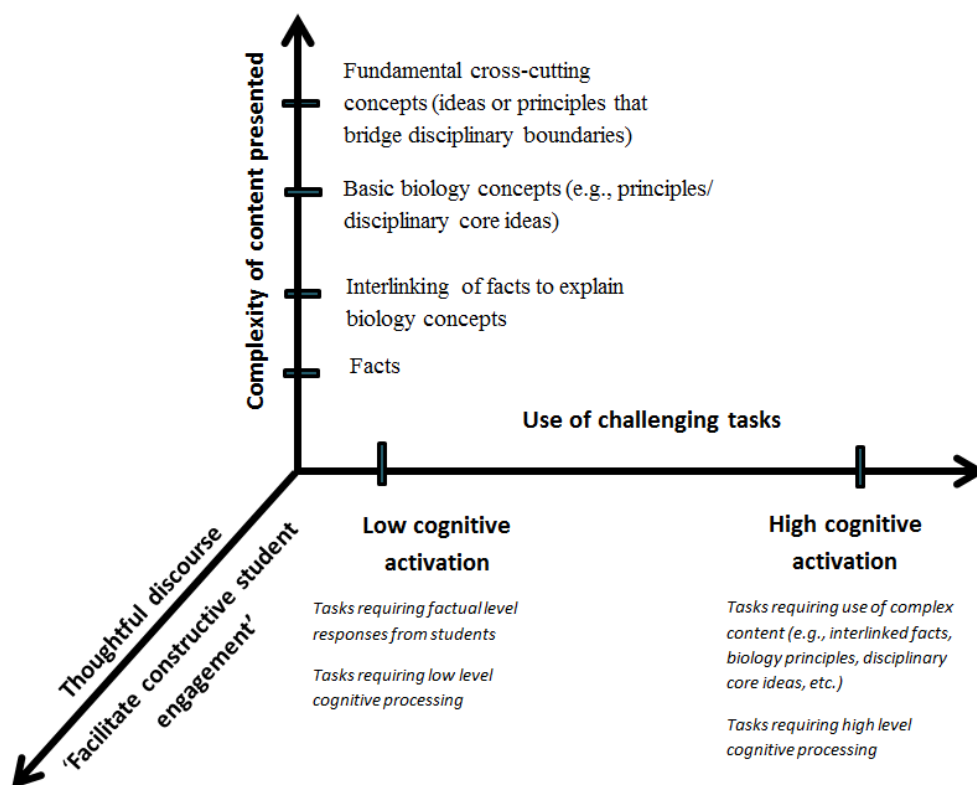 Complexity of content presented
Fundamental cross-cutting
concepts (ideas or principles that
bridge disciplinary boundaries)
Basic biology concepts (e.g., principles/
disciplinary core ideas)
Interlinking of facts to explain
biology concepts
Facts
Use of challenging tasks
Low cognitive
activation
Tasks requiring factual level
responses from students
Tasks requiring low level
cognitive processing
High cognitive
activation
Tasks requiring use of complex
content (e.g., interlinked facts,
biology principles, disciplinary
core ideas, etc.)
Tasks requiring high level
cognitive processing
Thoughtful discourse
‘Facilitate constructive student
engagement’